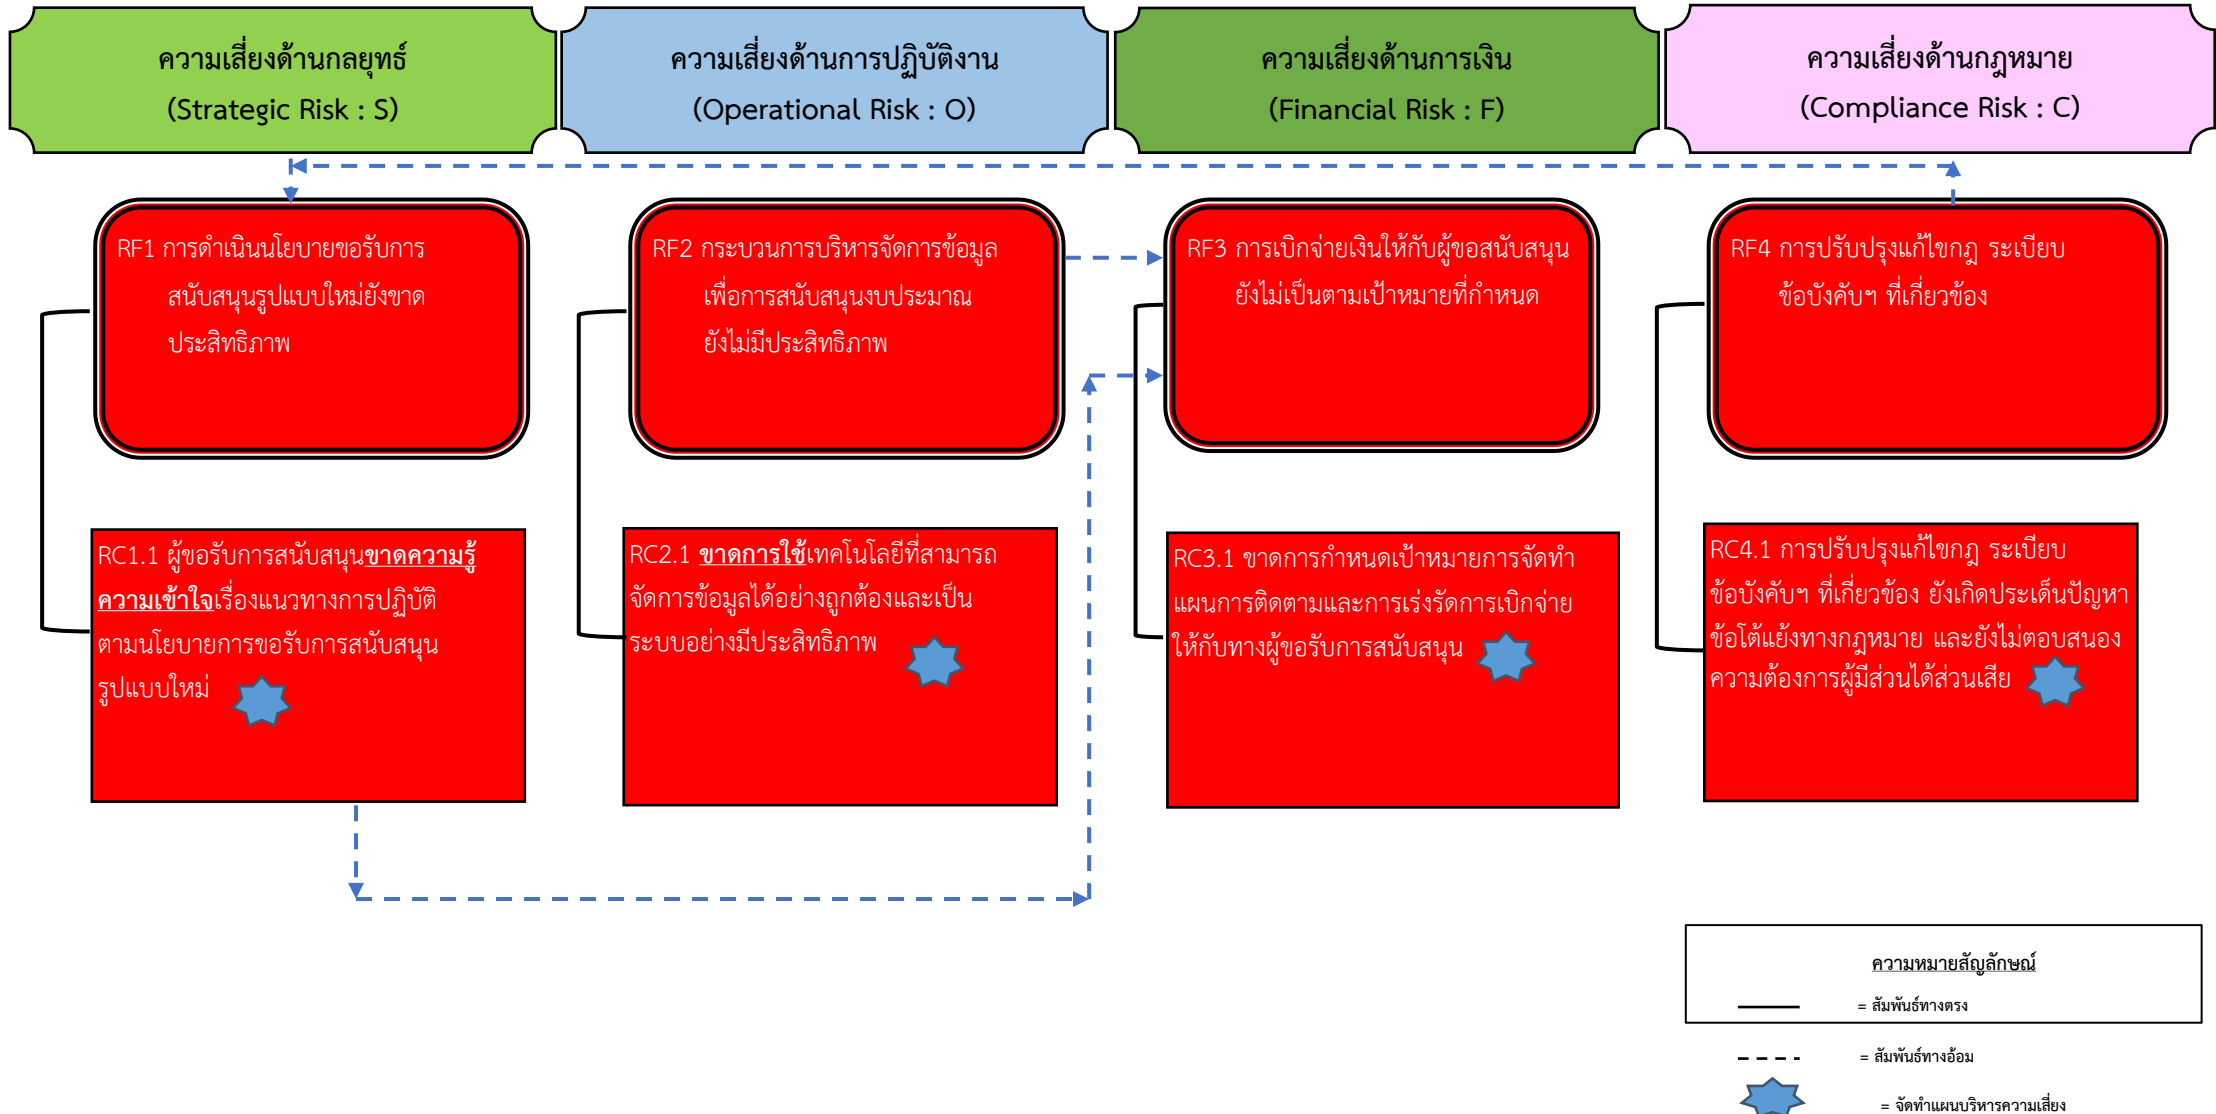 ความเสี่ยงด้านกลยุทธ์
(Strategic Risk : S)
ความเสี่ยงด้านการปฏิบัติงาน
(Operational Risk : O)
ความเสี่ยงด้านการเงิน
(Financial Risk : F)
ความเสี่ยงด้านกฎหมาย
(Compliance Risk : C)
RF1 การดำเนินนโยบายขอรับการ
สนับสนุนรูปแบบใหม่ยังขาด
ประสิทธิภาพ
RF2 กระบวนการบริหารจัดการข้อมูล
เพื่อการสนับสนุนงบประมาณ
ยังไม่มีประสิทธิภาพ
RF3 การเบิกจ่ายเงินให้กับผู้ขอสนับสนุน
ยังไม่เป็นตามเป้าหมายที่กำหนด
RF4 การปรับปรุงแก้ไขกฎ ระเบียบ
ข้อบังคับฯ ที่เกี่ยวข้อง
RC1.1 ผู้ขอรับการสนับสนุนขาดความรู้
ความเข้าใจเรื่องแนวทางการปฏิบัติ
ตามนโยบายการขอรับการสนับสนุน
รูปแบบใหม่
RC2.1 ขาดการใช้เทคโนโลยีที่สามารถ
จัดการข้อมูลได้อย่างถูกต้องและเป็น
ระบบอย่างมีประสิทธิภาพ
RC3.1 ขาดการกำหนดเป้าหมายการจัดทำ
แผนการติดตามและการเร่งรัดการเบิกจ่าย
ให้กับทางผู้ขอรับการสนับสนุน
RC4.1 การปรับปรุงแก้ไขกฎ ระเบียบ
ข้อบังคับฯ ที่เกี่ยวข้อง ยังเกิดประเด็นปัญหา
ข้อโต้แย้งทางกฎหมาย และยังไม่ตอบสนอง
ความต้องการผู้มีส่วนได้ส่วนเสีย
ความหมายสัญลักษณ์
= สัมพันธ์ทางตรง
= สัมพันธ์ทางอ้อม
= จัดทำแผนบริหารความเสี่ยง